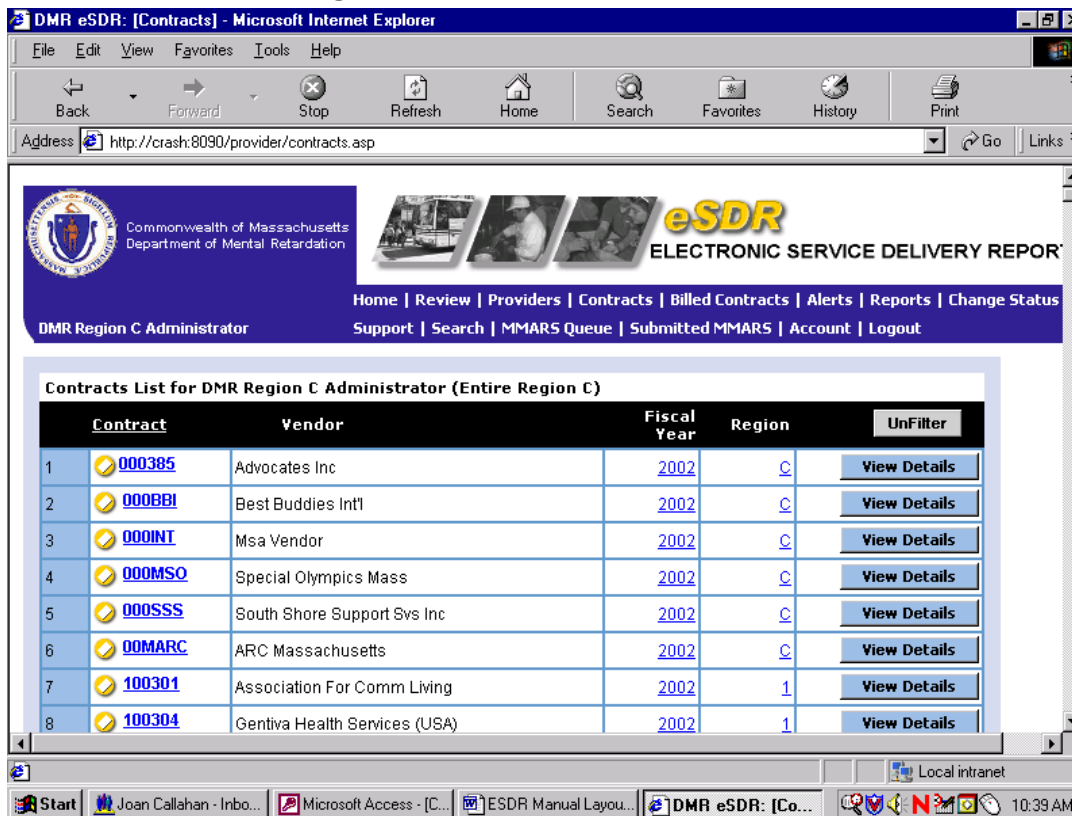 DMR eSDR: [Contracts] - Microsoft Internet Explorer
File Edit View Favorites Tools Help
Back Forward Stop Refresh Home Search Favorites History Print
Address http://crash:8090/provider/contracts.asp Go Links
Commonwealth of Massachusetts
Department of Mental Retardation
eSDR
ELECTRONIC SERVICE DELIVERY REPOR
Home | Review | Providers | Contracts | Billed Contracts | Alerts | Reports | Change Status
DMR Region C Administrator Support | Search | MMARS Queue | Submitted MMARS | Account | Logout
Contracts List for DMR Region C Administrator (Entire Region C)
Contract Vendor Fiscal Year Region UnFilter
1 000385 Advocates Inc 2002 C View Details
2 000BBI Best Buddies Int'l 2002 C View Details
3 000INT Msa Vendor 2002 C View Details
4 000MSO Special Olympics Mass 2002 C View Details
5 000SSS South Shore Support Svs Inc 2002 C View Details
6 00MARC ARC Massachusetts 2002 C View Details
7 100301 Association For Comm Living 2002 1 View Details
8 100304 Gentiva Health Services (USA) 2002 1 View Details
Local intranet
Start Joan Callahan - Inbo... Microsoft Access - [C... ESDR Manual Layou... DMR eSDR: [Co... 10:39 AM